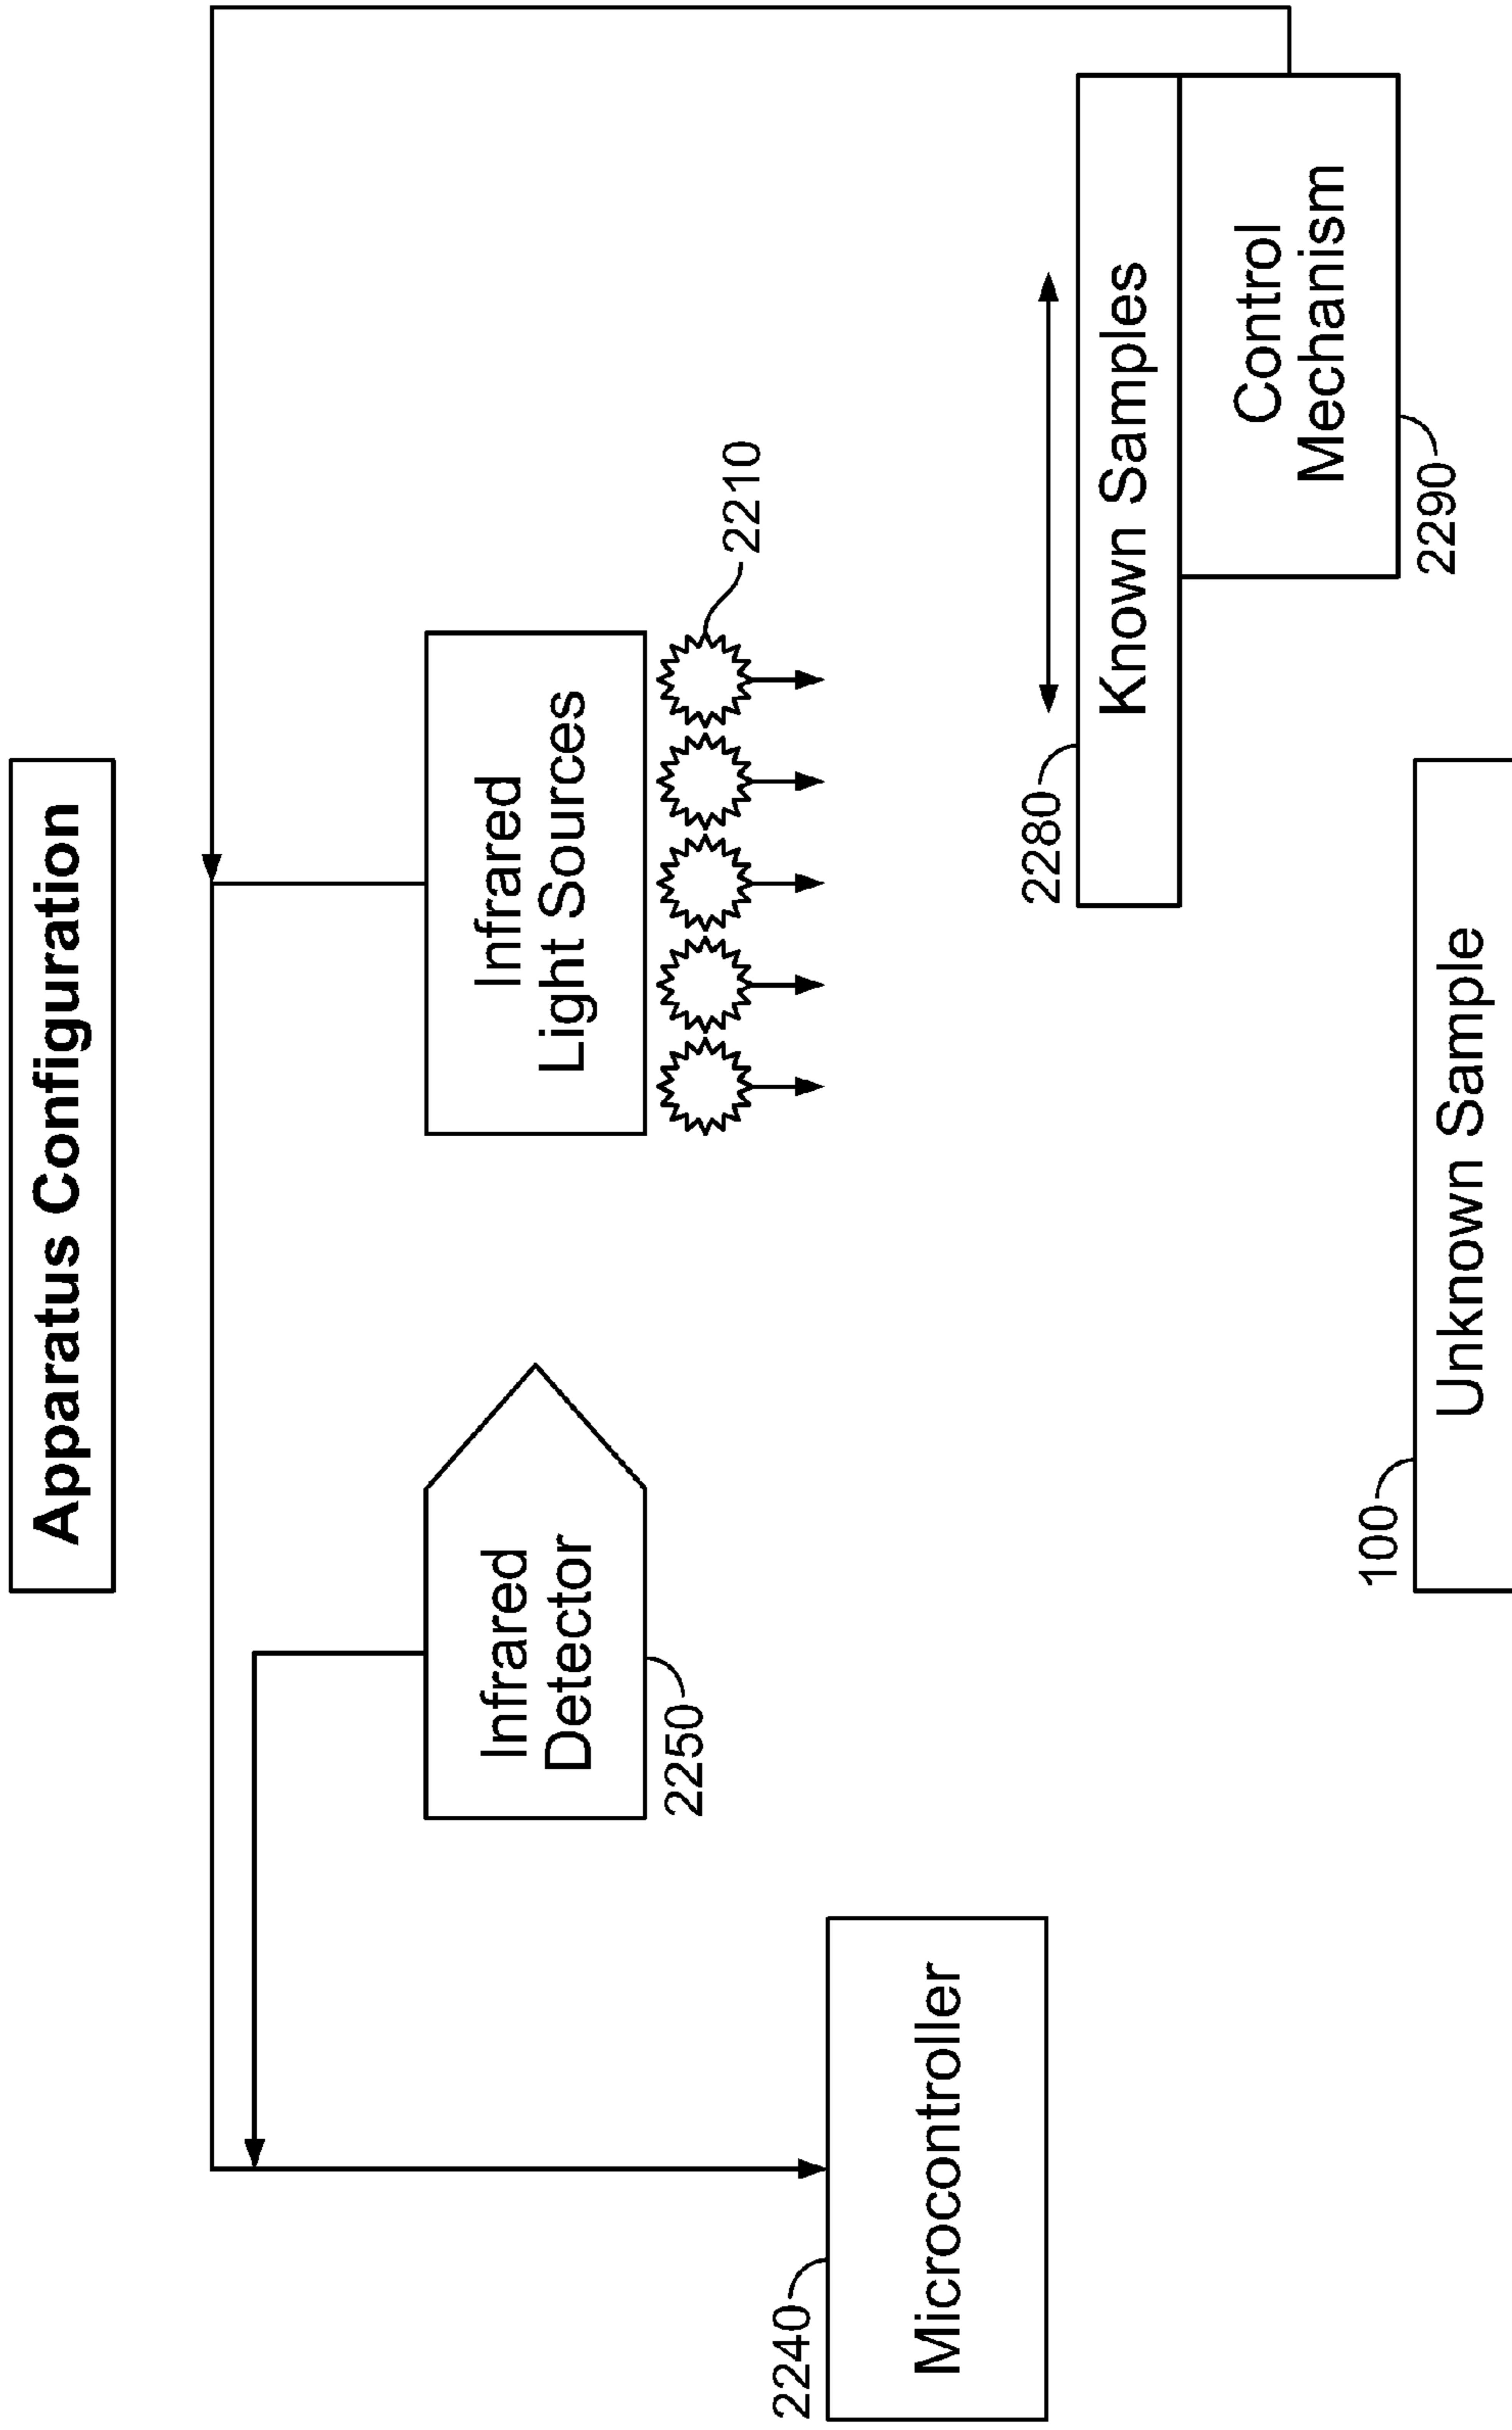 Apparatus Configuration
Infrared
Light Sources
2210
Infrared
Detector
2250
Microcontroller
2240
2280
Known Samples
Control
Mechanism
2290
100
Unknown Sample